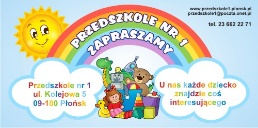 www.przedszkole1.plonsk.pl
przedszkole1@poczta.onet.pl
tel. 23 662 22 71
PRZEDSZKOLE NR 1
ZAPRASZAMY
Przedszkole nr 1
ul. Kolejowa 5
09-100 Płońsk
U nas każde dziecko
znajdzie coś
interesującego